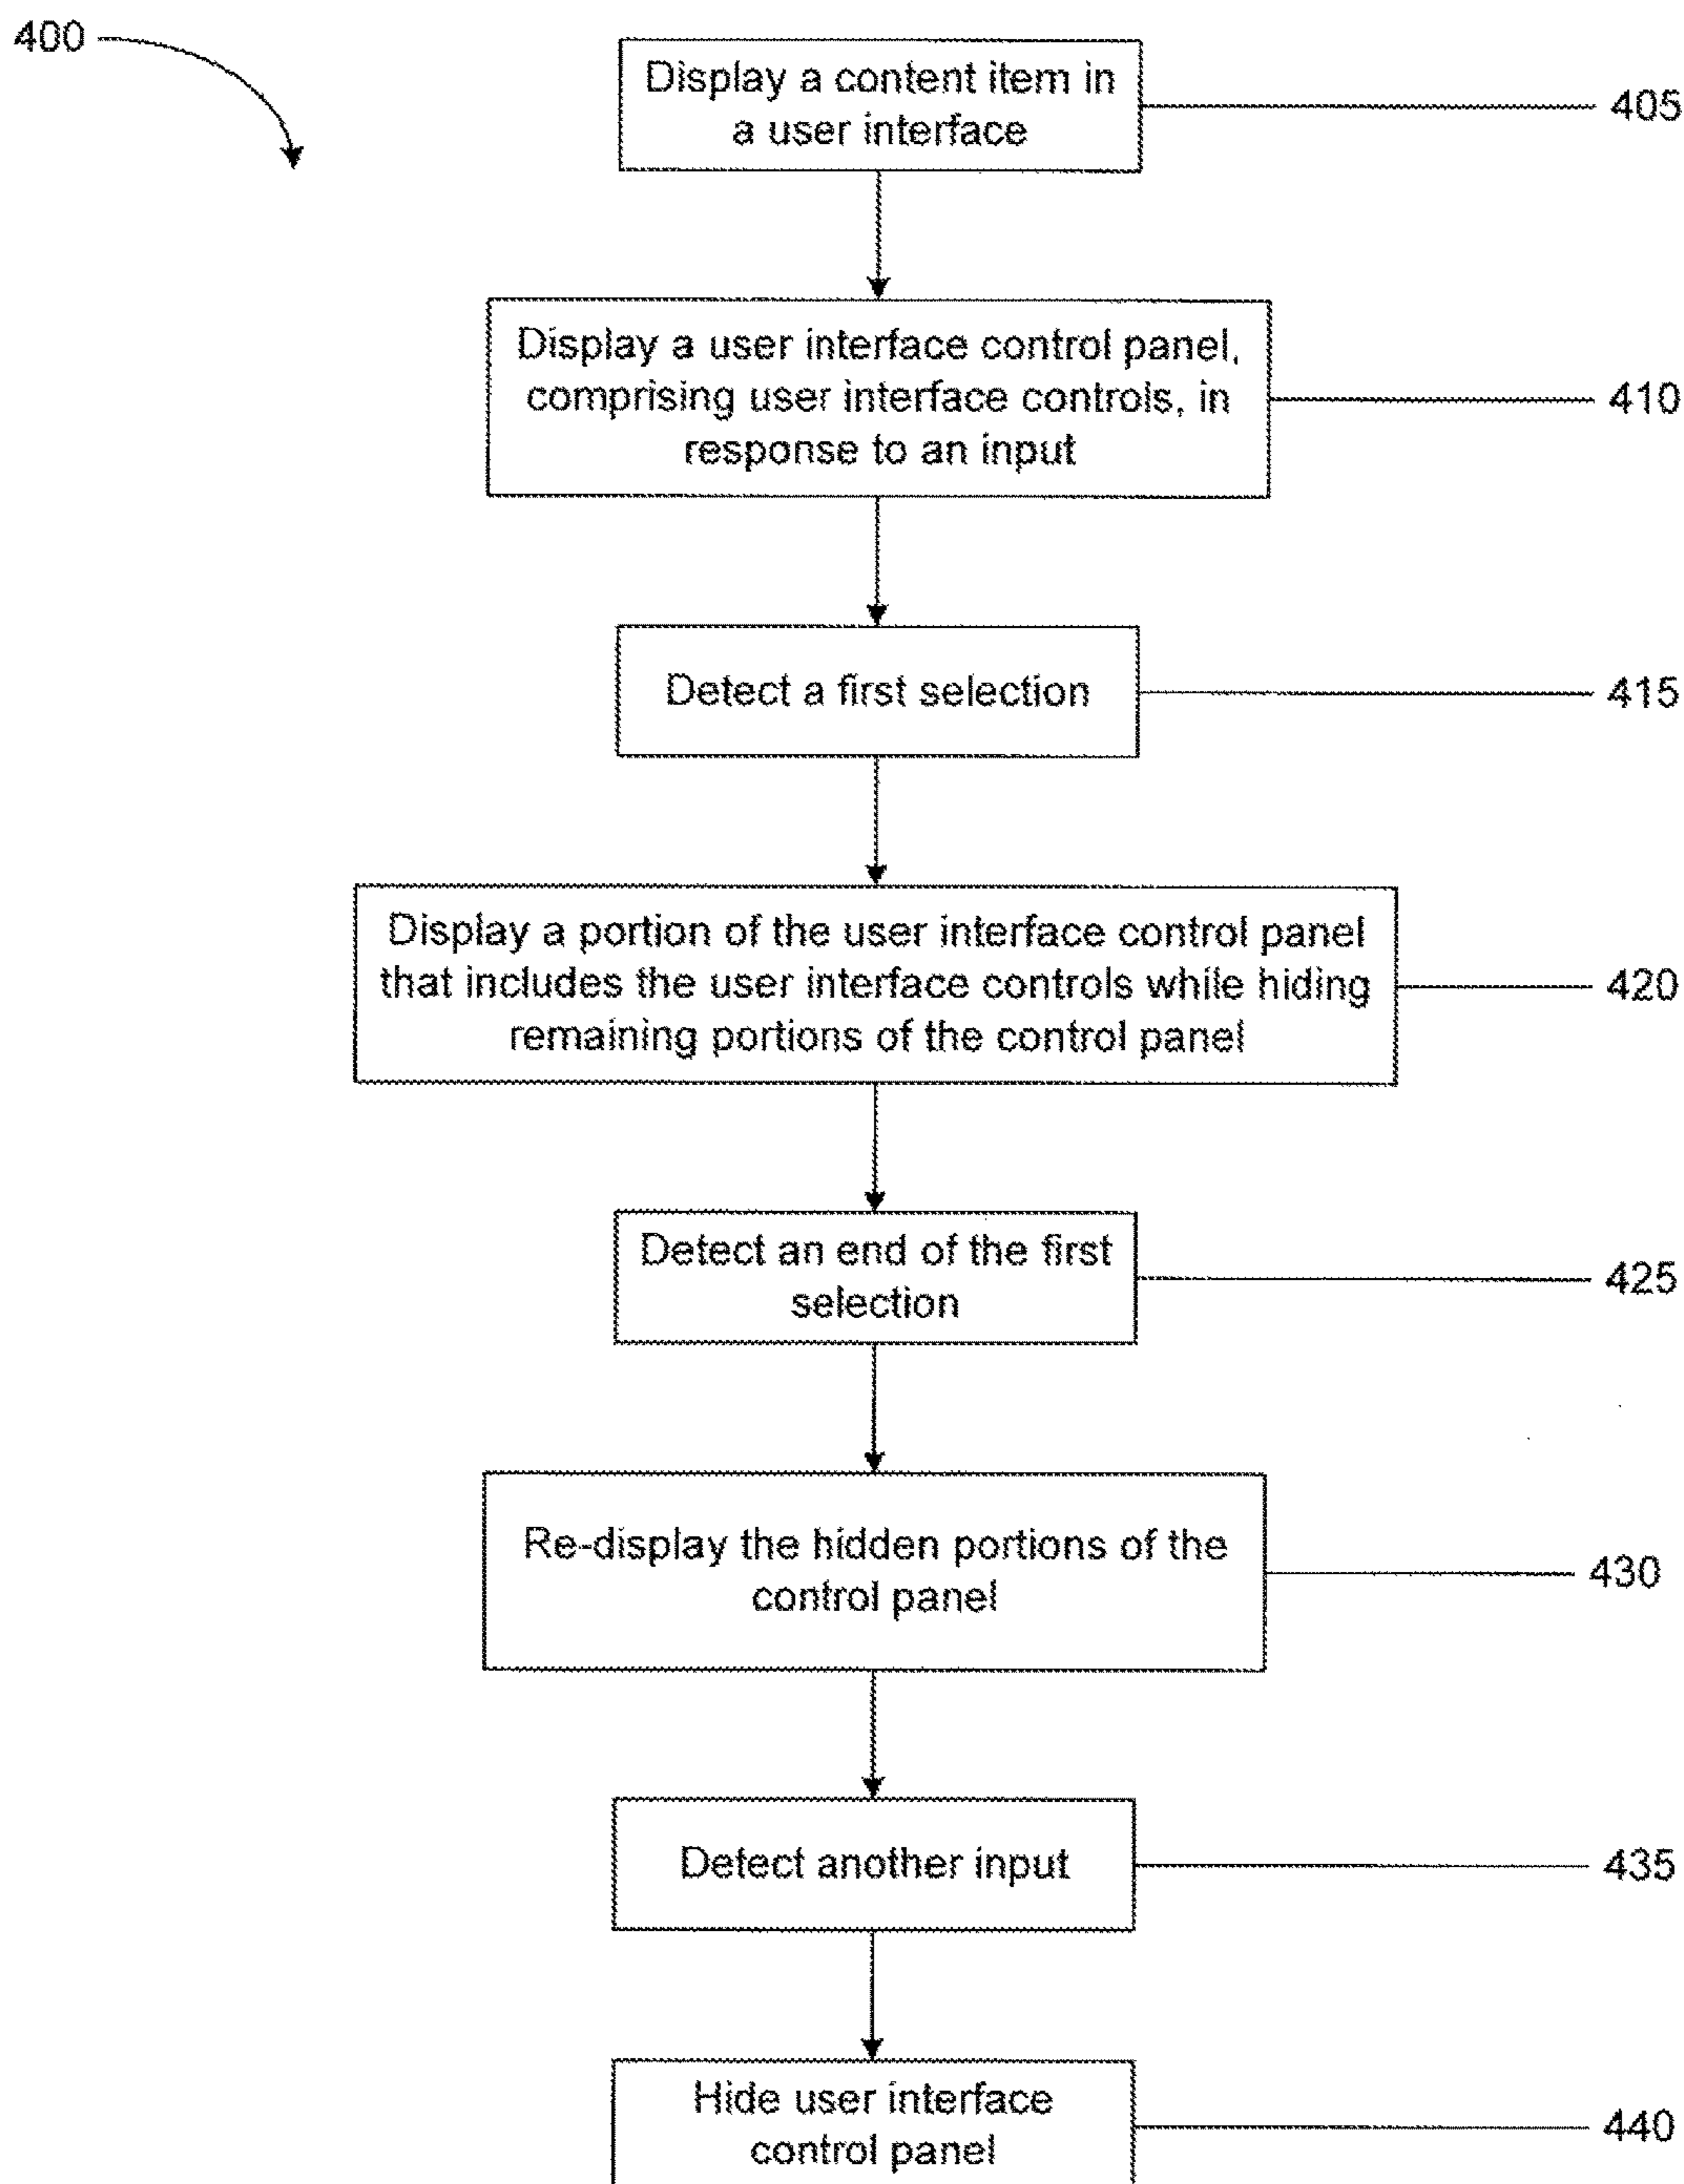 400
Display a content item in
a user interface
405
Display a user interface control panel,
comprising user interface controls, in
response to an input
410
Detect a first selection
415
Display a portion of the user interface control panel
that includes the user interface controls while hiding
remaining portions of the control panel
420
Detect an end of the first
selection
425
Re-display the hidden portions of the
control panel
430
Detect another input
435
Hide user interface
control panel
440